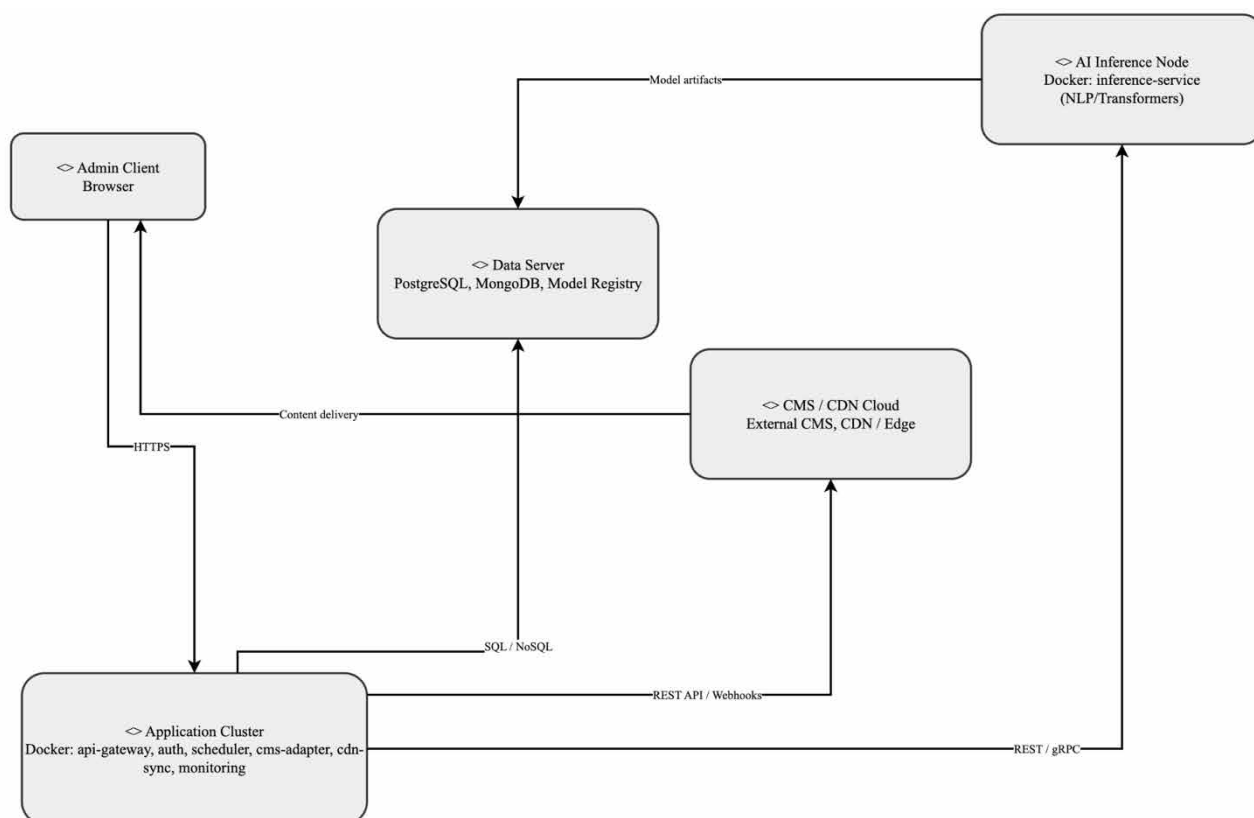 <> AI Inference Node
Docker: inference-service
(NLP/Transformers)
Model artifacts
<> Admin Client
Browser
<> Data Server
PostgreSQL, MongoDB, Model Registry
<> CMS / CDN Cloud
External CMS, CDN / Edge
Content delivery
HTTPS
SQL / NoSQL
REST API / Webhooks
<> Application Cluster
Docker: api-gateway, auth, scheduler, cms-adapter, cdn-
sync, monitoring
REST / gRPC